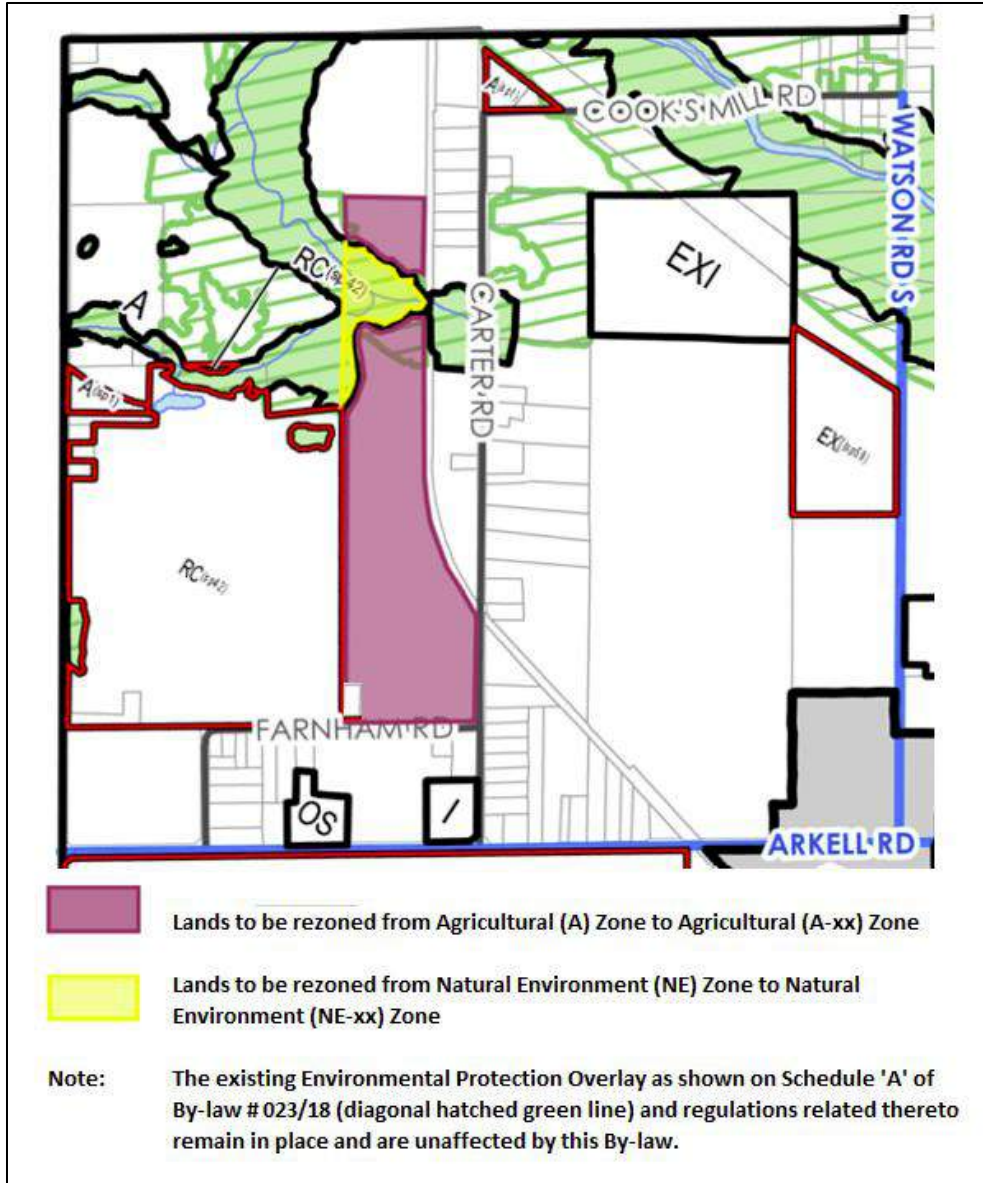 A(sp1)
COOK'S MILL RD
WATSON RD S
EXI
RC(sp42)
A
CARTER RD
A(sp1)
RC(sp42)
FARNHAM RD
OS
I
ARKELL RD
Lands to be rezoned from Agricultural (A) Zone to Agricultural (A-xx) Zone
Lands to be rezoned from Natural Environment (NE) Zone to Natural
Environment (NE-xx) Zone
Note:
The existing Environmental Protection Overlay as shown on Schedule 'A' of
By-law # 023/18 (diagonal hatched green line) and regulations related thereto
remain in place and are unaffected by this By-law.